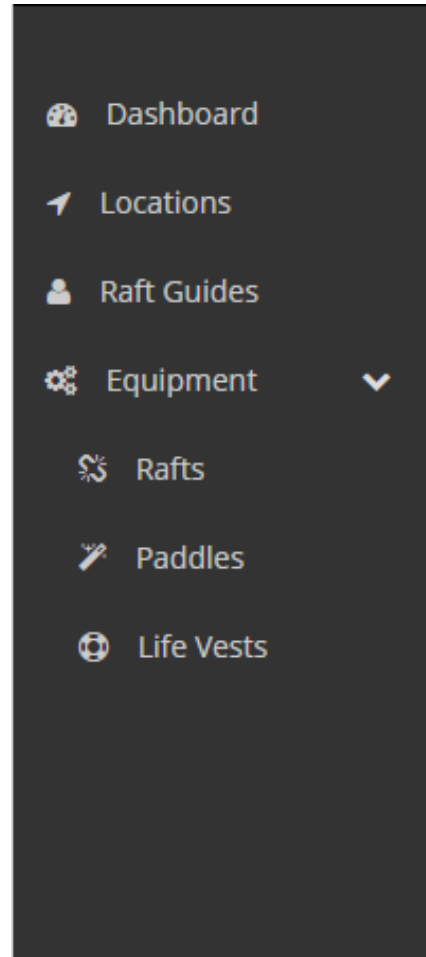 Dashboard
Locations
Raft Guides
Equipment
Rafts
Paddles
Life Vests